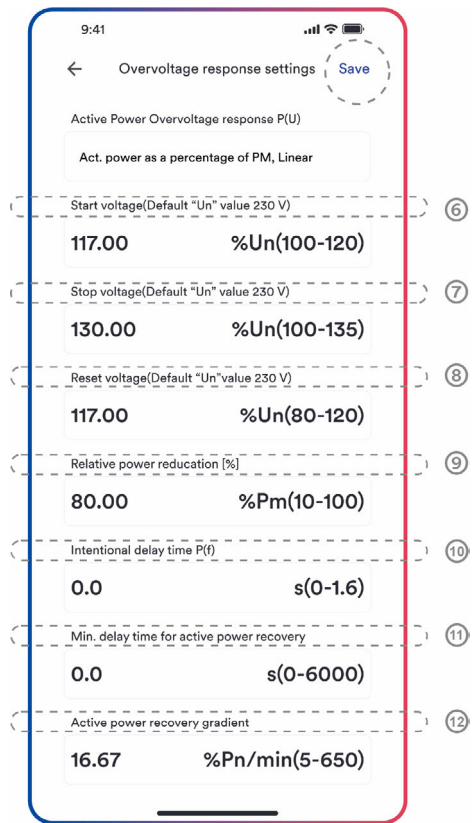 9:41
← Overvoltage response settings Save
Active Power Overvoltage response P(U)
Act. power as a percentage of PM, Linear
Start voltage(Default “Un” value 230 V) ⑥
117.00 %Un(100-120)
Stop voltage(Default “Un” value 230 V) ⑦
130.00 %Un(100-135)
Reset voltage(Default “Un”value 230 V) ⑧
117.00 %Un(80-120)
Relative power reducation [%] ⑨
80.00 %Pm(10-100)
Intentional delay time P(f) ⑩
0.0 s(0-1.6)
Min. delay time for active power recovery ⑪
0.0 s(0-6000)
Active power recovery gradient ⑫
16.67 %Pn/min(5-650)